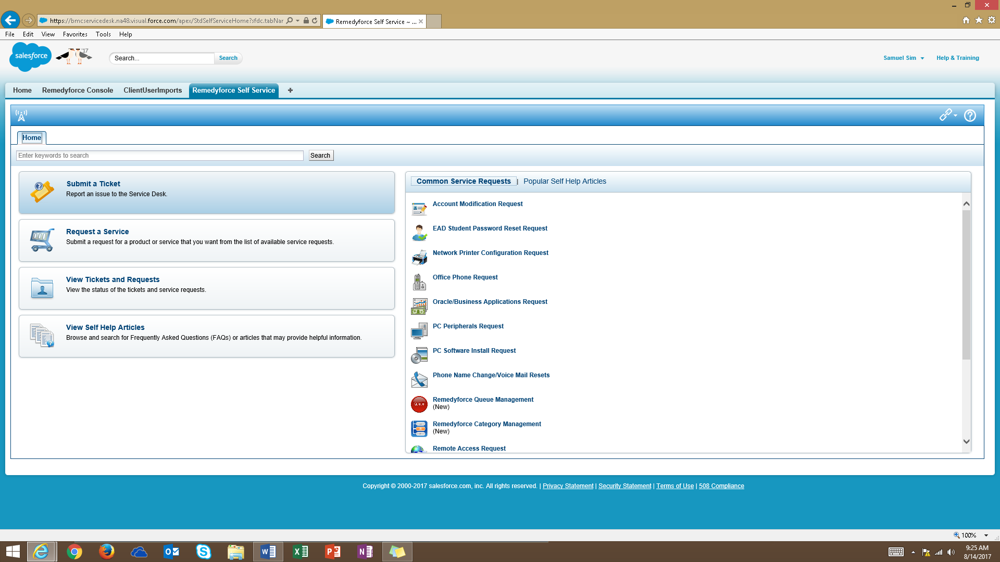 https://bmcservicedesk.na48.visual.force.com/apex/StdSelfServiceHome?sfdc.tabNar
Remedyforce Self Service ~ ...
File Edit View Favorites Tools Help
salesforce
'17
Search...
Search
Samuel Sim
Help & Training
Home
Remedyforce Console
ClientUserImports
Remedyforce Self Service
Home
Enter keywords to search
Search
Submit a Ticket
Report an issue to the Service Desk.
Request a Service
Submit a request for a product or service that you want from the list of available service requests.
View Tickets and Requests
View the status of the tickets and service requests.
View Self Help Articles
Browse and search for Frequently Asked Questions (FAQs) or articles that may provide helpful information.
Common Service Requests | Popular Self Help Articles
Account Modification Request
EAD Student Password Reset Request
Network Printer Configuration Request
Office Phone Request
Oracle/Business Applications Request
PC Peripherals Request
PC Software Install Request
Phone Name Change/Voice Mail Resets
Remedyforce Queue Management
(New)
Remedyforce Category Management
(New)
Remote Access Request
Copyright © 2000-2017 salesforce.com, inc. All rights reserved. | Privacy Statement | Security Statement | Terms of Use | 508 Compliance
100%
9:25 AM
8/14/2017